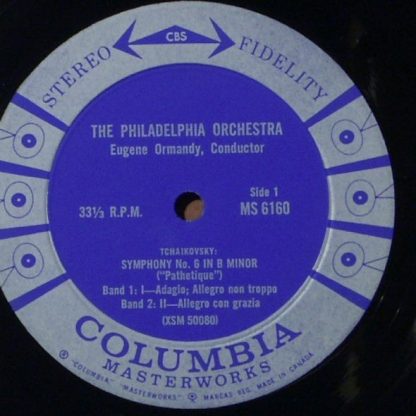 STEREO CBS FIDELITY
THE PHILADELPHIA ORCHESTRA
Eugene Ormandy, Conductor
Side 1
33⅓ R.P.M. MS 6160
TCHAIKOVSKY:
SYMPHONY No. 6 IN B MINOR
("Pathetique")
Band 1: I—Adagio; Allegro non troppo
Band 2: II—Allegro con grazia
(XSM 50080)
COLUMBIA
MASTERWORKS
® "COLUMBIA" "MASTERWORKS" ® MARCAS REG. MADE IN CANADA